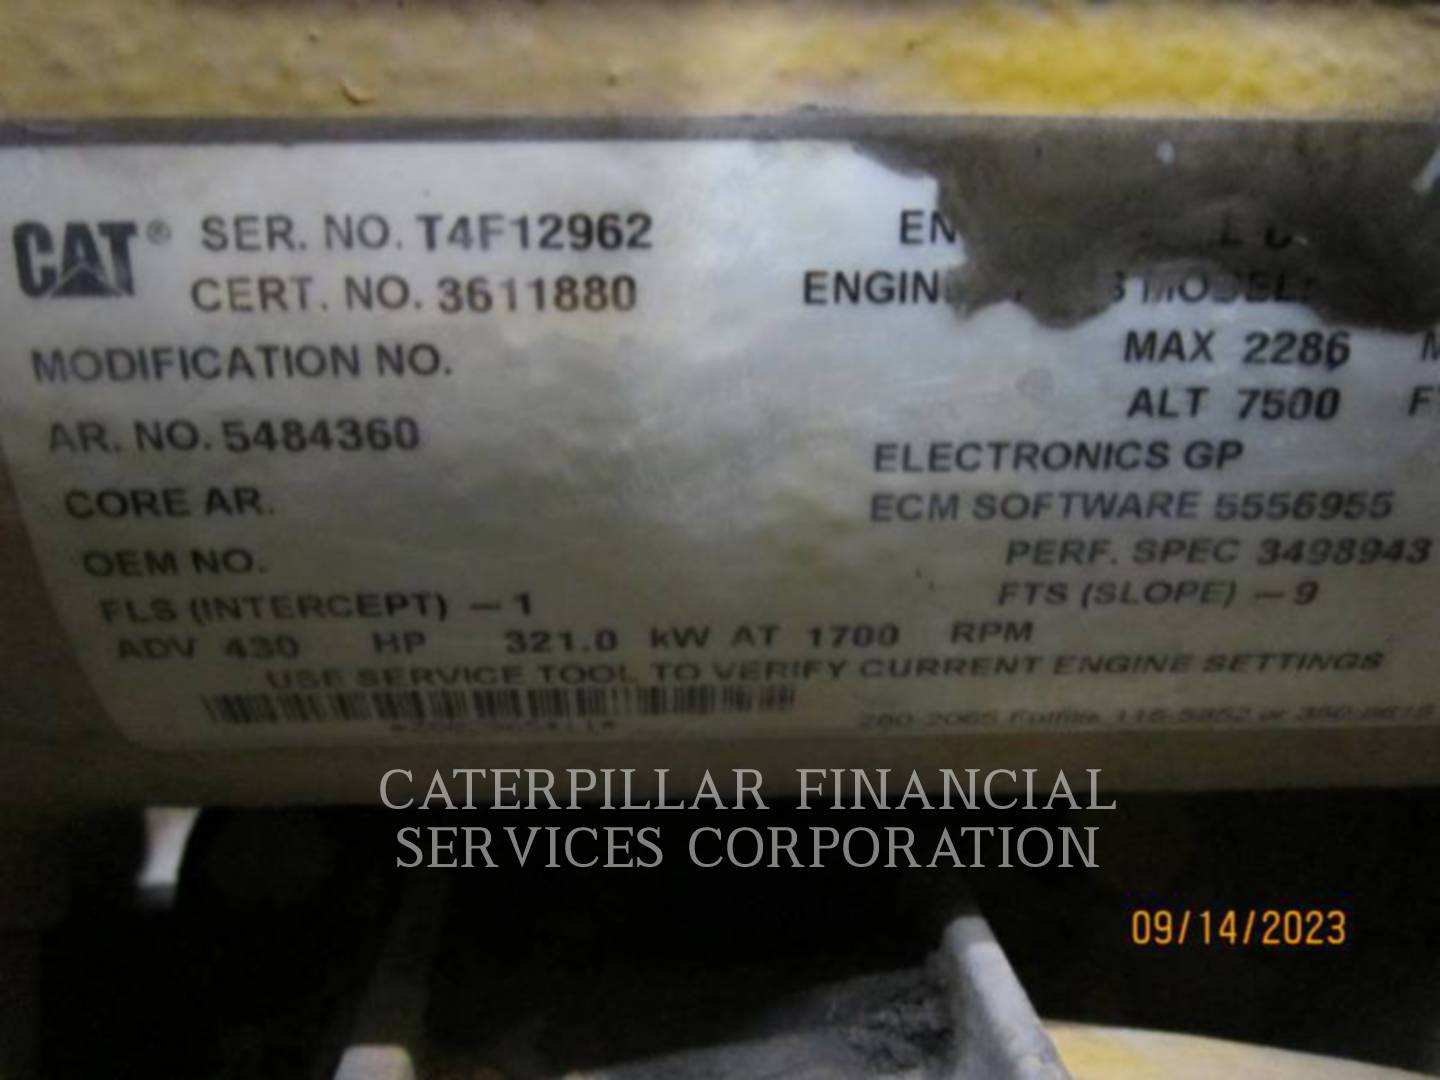 CAT® SER. NO. T4F12962
CERT. NO. 3611880
MODIFICATION NO.
AR. NO. 5484360
CORE AR.
OEM NO.
FLS (INTERCEPT) – 1
ADV 430 HP 321.0 kW AT 1700 RPM
USE SERVICE TOOL TO VERIFY CURRENT ENGINE SETTINGS
MAX 2286
ALT 7500
ELECTRONICS GP
ECM SOFTWARE 5556955
PERF. SPEC 3498943
FTS (SLOPE) – 9
CATERPILLAR FINANCIAL
SERVICES CORPORATION
09/14/2023